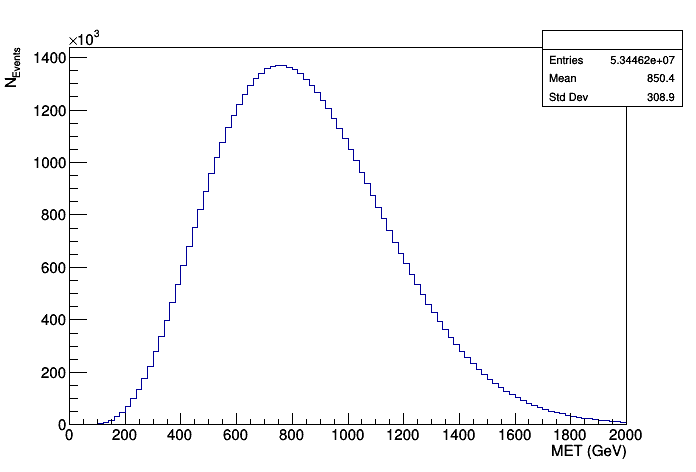 ×10³
N_Events
1400
1200
1000
800
600
400
200
0
0 200 400 600 800 1000 1200 1400 1600 1800 2000
MET (GeV)
Entries 5.34462e+07
Mean 850.4
Std Dev 308.9